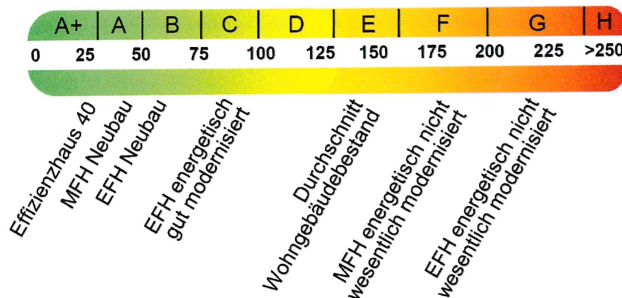 A+ A B C D E F G H
0 25 50 75 100 125 150 175 200 225 >250
Effizienzhaus 40
MFH Neubau
EFH Neubau
EFH energetisch
gut modernisiert
Durchschnitt
Wohngebäudebestand
MFH energetisch nicht
wesentlich modernisiert
EFH energetisch nicht
wesentlich modernisiert